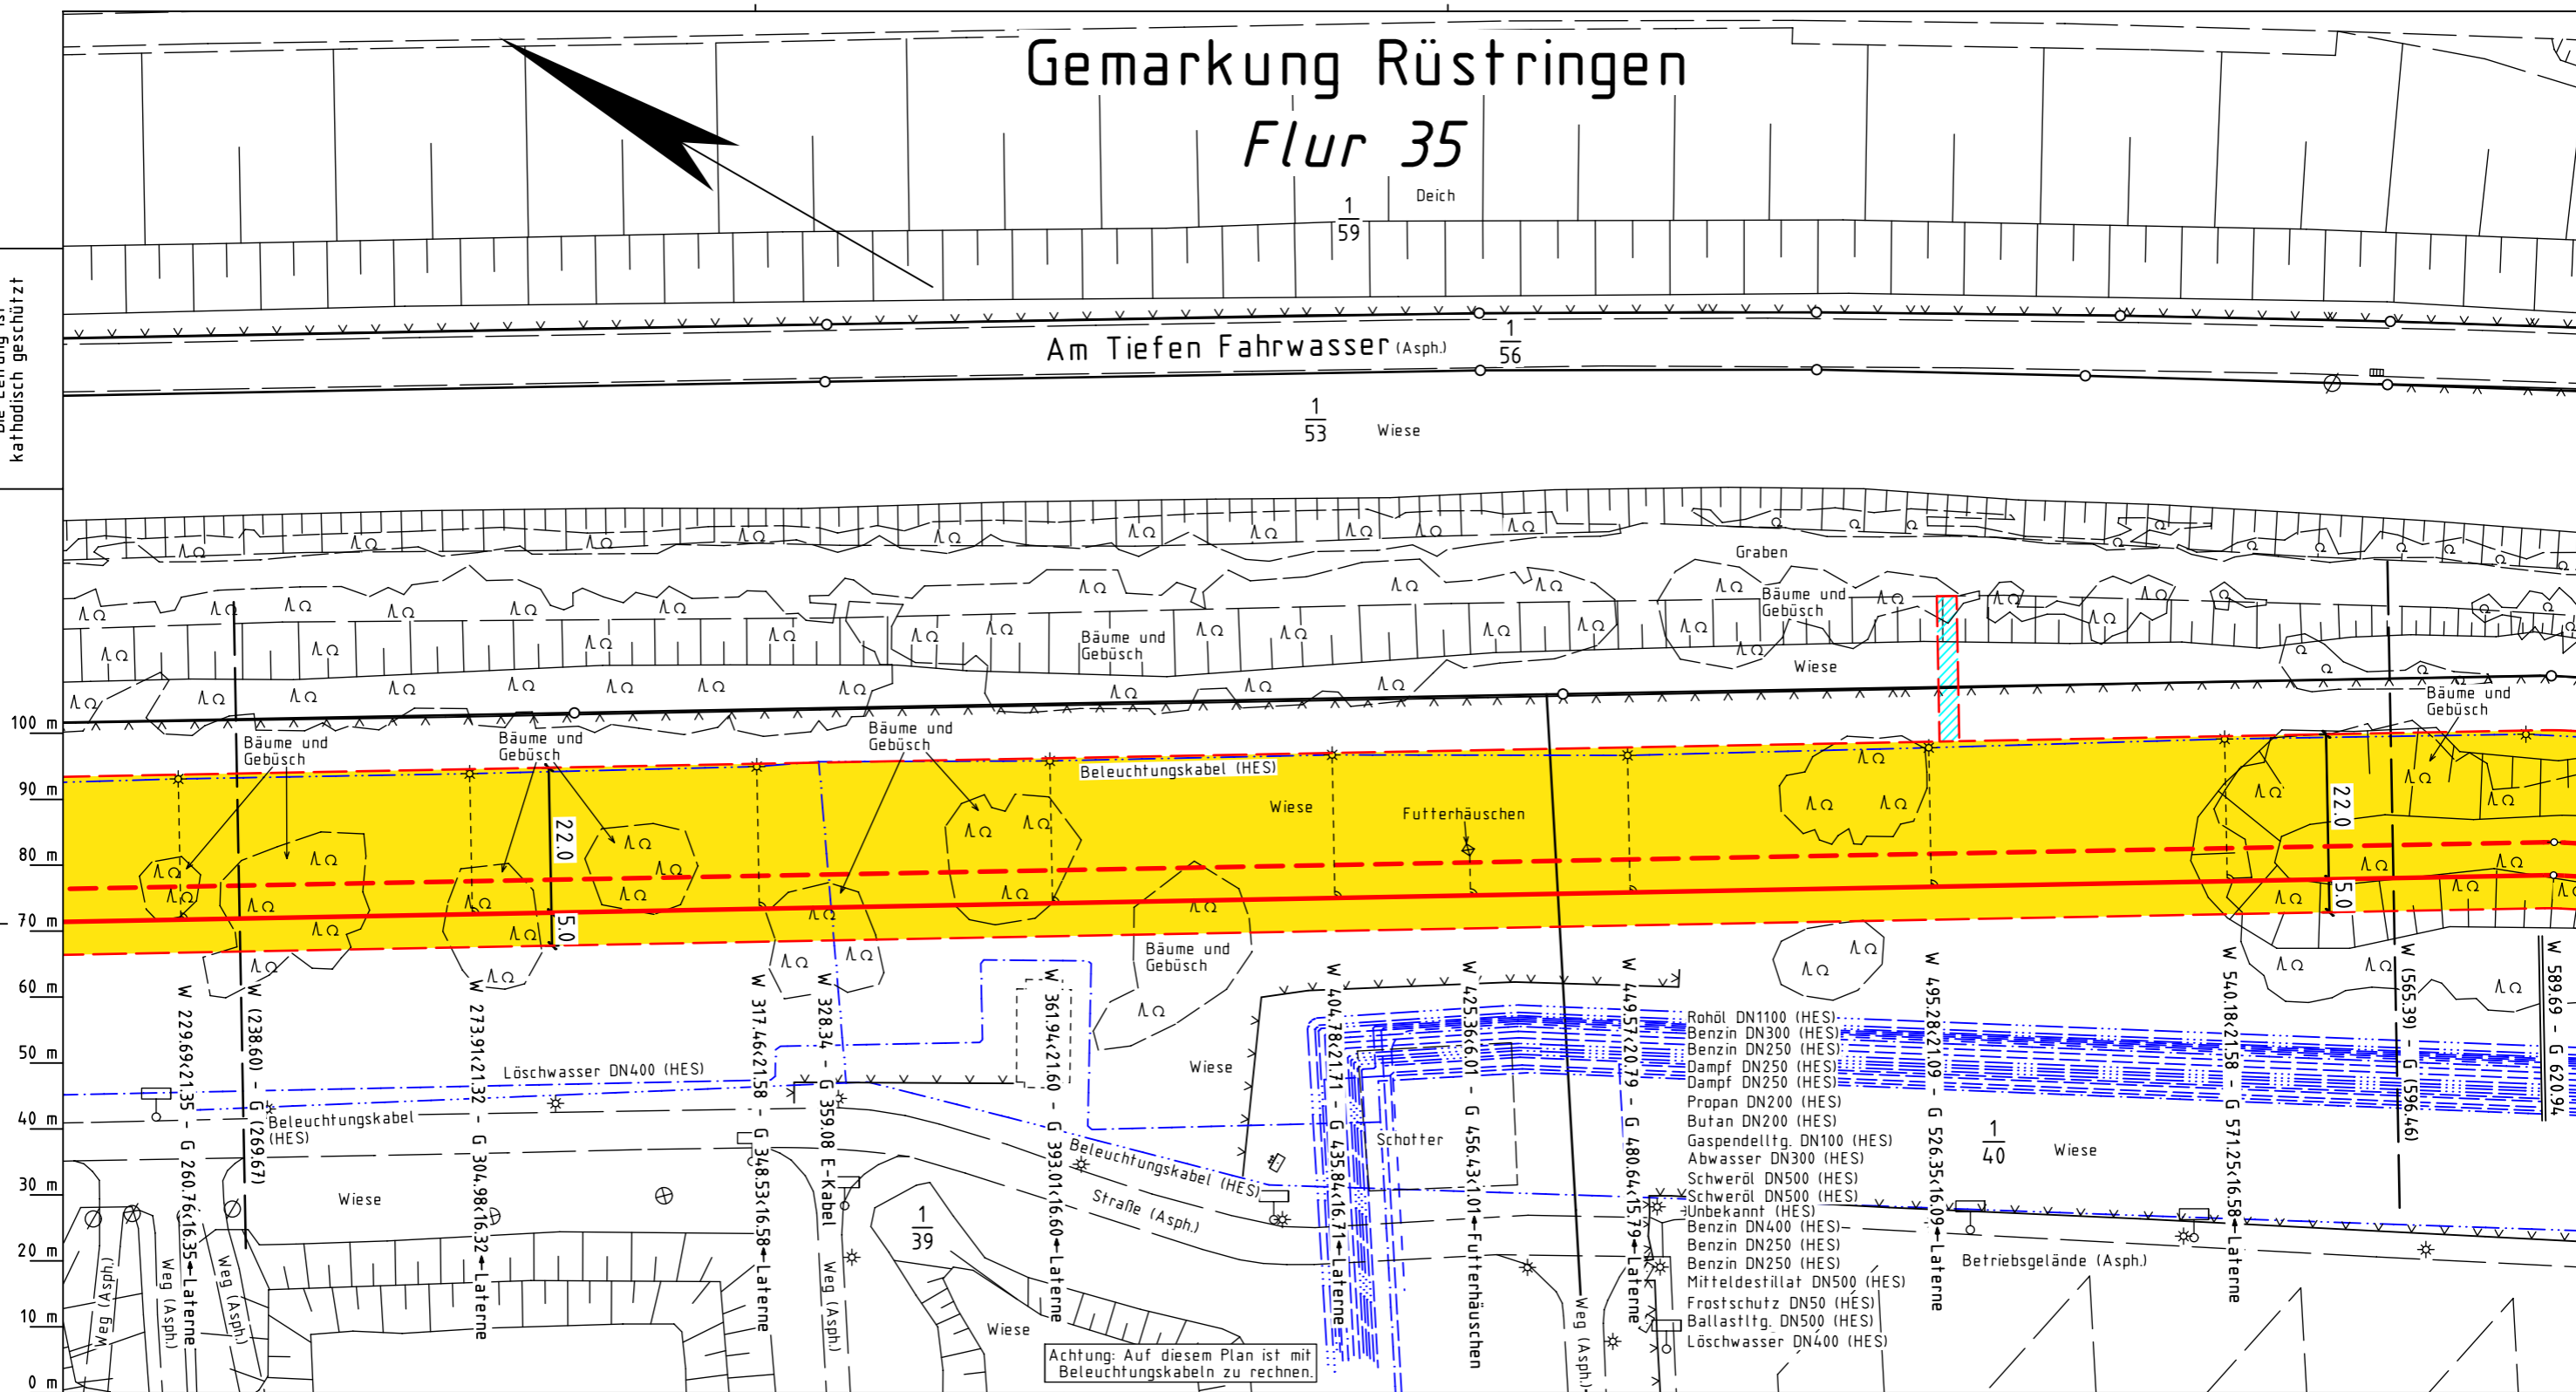 Gemarkung Rüstringen
Flur 35
Deich
1
59
kathodisch geschützt
Am Tiefen Fahrwasser (Asph.)
1
56
1
53
Wiese
Graben
Bäume und
Gebüsch
Bäume und
Gebüsch
Wiese
Bäume und
Gebüsch
100 m
90 m
80 m
70 m
60 m
50 m
40 m
30 m
20 m
10 m
0 m
Bäume und
Gebüsch
Bäume und
Gebüsch
Bäume und
Gebüsch
Beleuchtungskabel (HES)
Wiese
Futterhäuschen
22.0
5.0
22.0
5.0
Bäume und
Gebüsch
W 229.69<21.35 - G 260.76<16.35 Laterne
W (238.60) - G (269.67)
W 273.91<21.32 - G 304.98<16.32 Laterne
W 317.46<21.58 - G 348.53<16.58 Laterne
W 328.34 - G 359.08 E-Kabel
W 361.94<21.60 - G 393.01<16.60 Laterne
W 404.78<21.71 - G 435.84<16.71 Laterne
W 425.36<6.01 - G 456.43<1.01 Futterhäuschen
W 449.57<20.79 - G 480.64<15.79 Laterne
W 495.28<21.09 - G 526.35<16.09 Laterne
W 540.18<21.58 - G 571.25<16.58 Laterne
W (565.39) - G (596.46)
W 589.69 - G 620.94
Löschwasser DN400 (HES)
Beleuchtungskabel
(HES)
Wiese
Wiese
Beleuchtungskabel (HES)
Straße (Asph.)
Schotter
Rohöl DN1100 (HES)
Benzin DN300 (HES)
Benzin DN250 (HES)
Dampf DN250 (HES)
Dampf DN250 (HES)
Propan DN200 (HES)
Butan DN200 (HES)
Gaspendelltg. DN100 (HES)
Abwasser DN300 (HES)
Schweröl DN500 (HES)
Schweröl DN500 (HES)
Unbekannt (HES)
Benzin DN400 (HES)
Benzin DN250 (HES)
Benzin DN250 (HES)
Mitteldestillat DN500 (HES)
Frostschutz DN50 (HES)
Ballastltg. DN500 (HES)
Löschwasser DN400 (HES)
1
40
Wiese
Betriebsgelände (Asph.)
1
39
Wiese
Weg (Asph.)
Weg (Asph.)
Weg (Asph.)
Weg (Asph.)
Weg (Asph.)
Achtung: Auf diesem Plan ist mit
Beleuchtungskabeln zu rechnen.